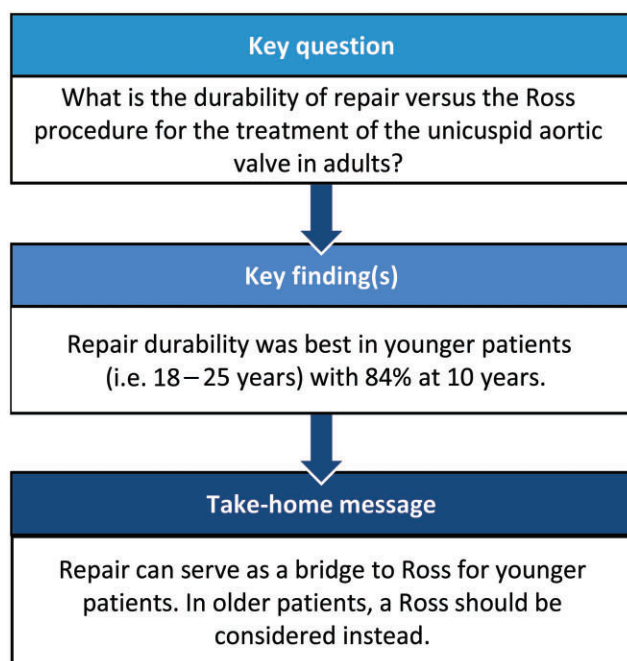 Key question
What is the durability of repair versus the Ross
procedure for the treatment of the unicuspid aortic
valve in adults?
Key finding(s)
Repair durability was best in younger patients
(i.e. 18–25 years) with 84% at 10 years.
Take-home message
Repair can serve as a bridge to Ross for younger
patients. In older patients, a Ross should be
considered instead.